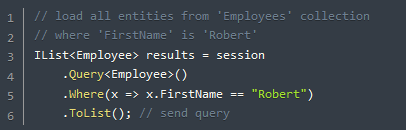 1 // load all entities from 'Employees' collection
2 // where 'FirstName' is 'Robert'
3 IList<Employee> results = session
4     .Query<Employee>()
5     .Where(x => x.FirstName == "Robert")
6     .ToList(); // send query